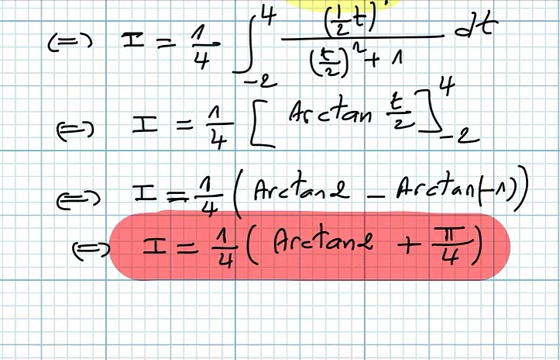 (=) I = 1/4 ∫_{-2}^{4} (1/2 t)' / ((t/2)² + 1) dt
(=) I = 1/4 [ Arctan t/2 ]_{-2}^{4}
(=) I = 1/4 ( Arctan2 - Arctan(-1))
(=) I = 1/4 ( Arctan2 + π/4 )